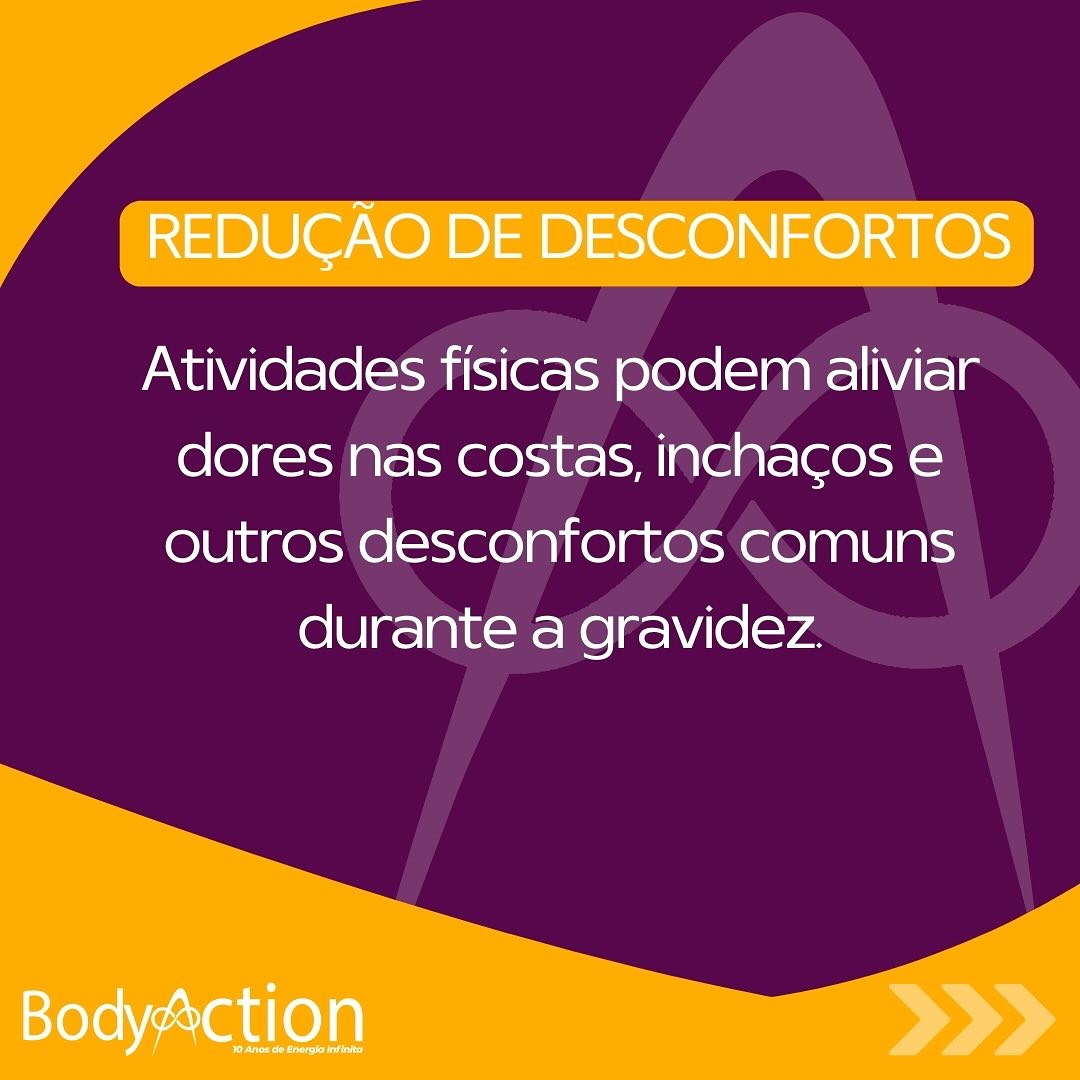 REDUÇÃO DE DESCONFORTOS
Atividades físicas podem aliviar
dores nas costas, inchaços e
outros desconfortos comuns
durante a gravidez.
BodyAction
10 Anos de Energia Infinita